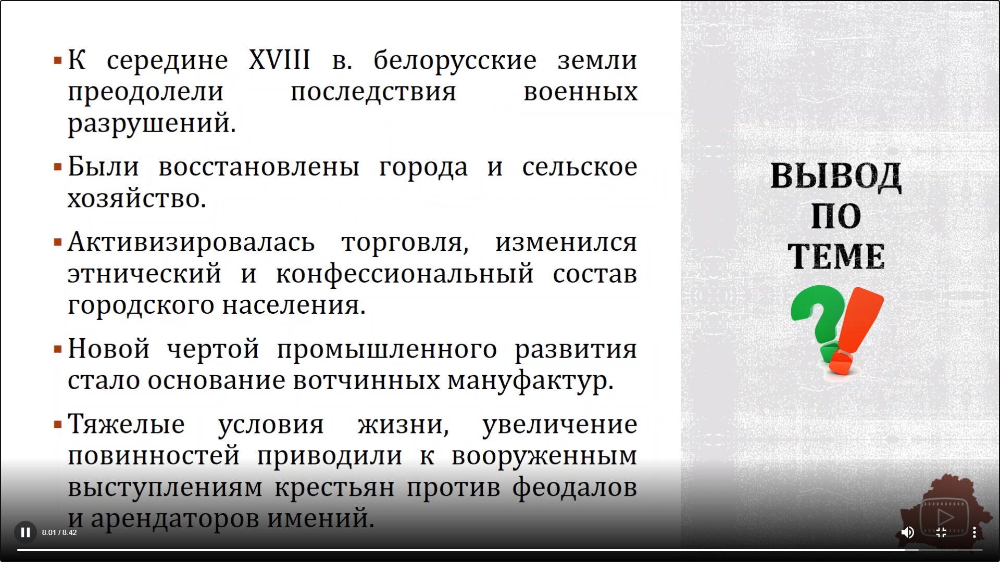 К середине XVIII в. белорусские земли
преодолели последствия военных
разрушений.
Были восстановлены города и сельское
хозяйство.
Активизировалась торговля, изменился
этнический и конфессиональный состав
городского населения.
Новой чертой промышленного развития
стало основание вотчинных мануфактур.
Тяжелые условия жизни, увеличение
повинностей приводили к вооруженным
выступлениям крестьян против феодалов
и арендаторов имений.
ВЫВОД
ПО
ТЕМЕ
?!
8:01 / 8:42